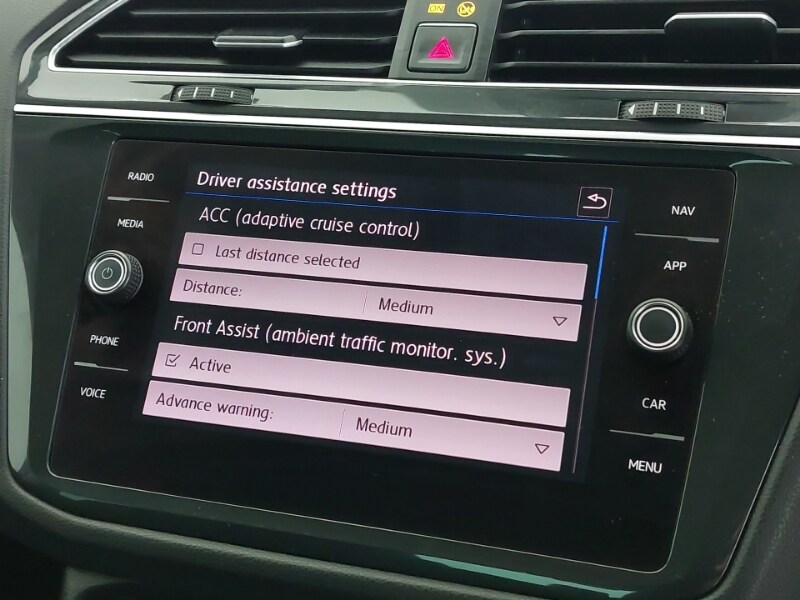 ON
RADIO
MEDIA
PHONE
VOICE
Driver assistance settings
ACC (adaptive cruise control)
Last distance selected
Distance: Medium
Front Assist (ambient traffic monitor. sys.)
Active
Advance warning: Medium
NAV
APP
CAR
MENU